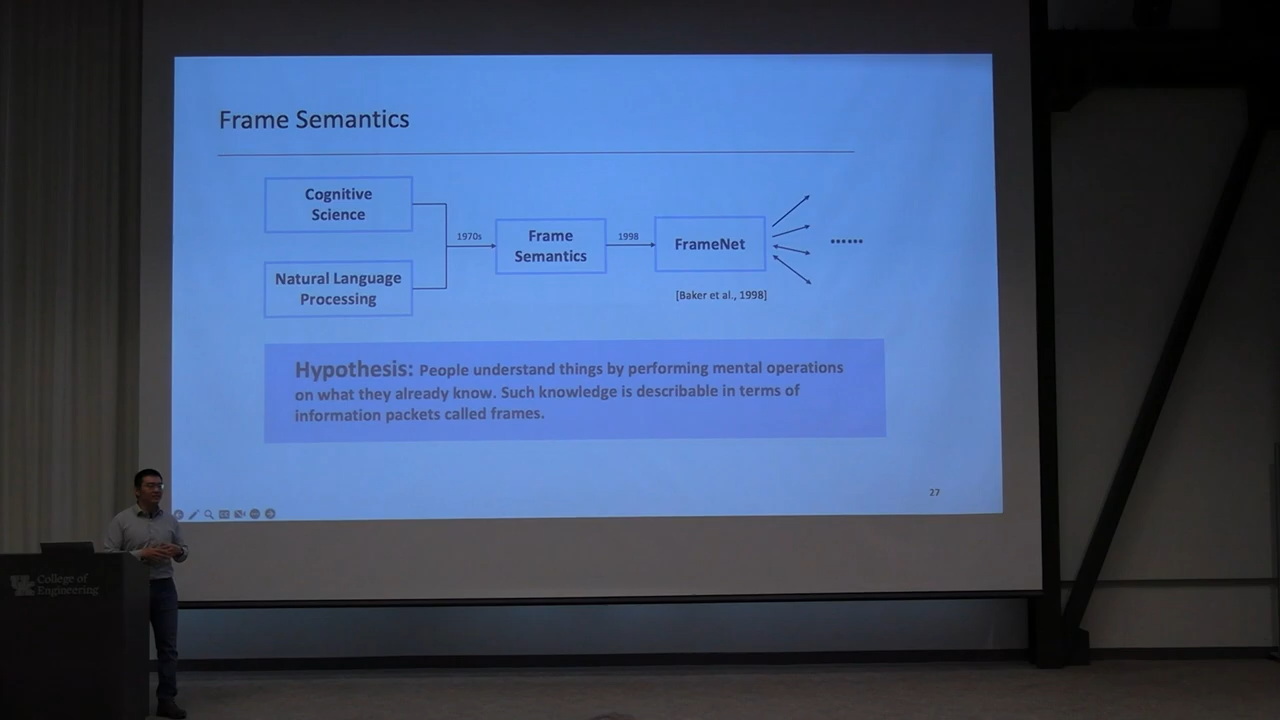 Frame Semantics
Cognitive
Science
Natural Language
Processing
1970s
Frame
Semantics
1998
FrameNet
......
[Baker et al., 1998]
Hypothesis: People understand things by performing mental operations
on what they already know. Such knowledge is describable in terms of
information packets called frames.
27
College of
Engineering